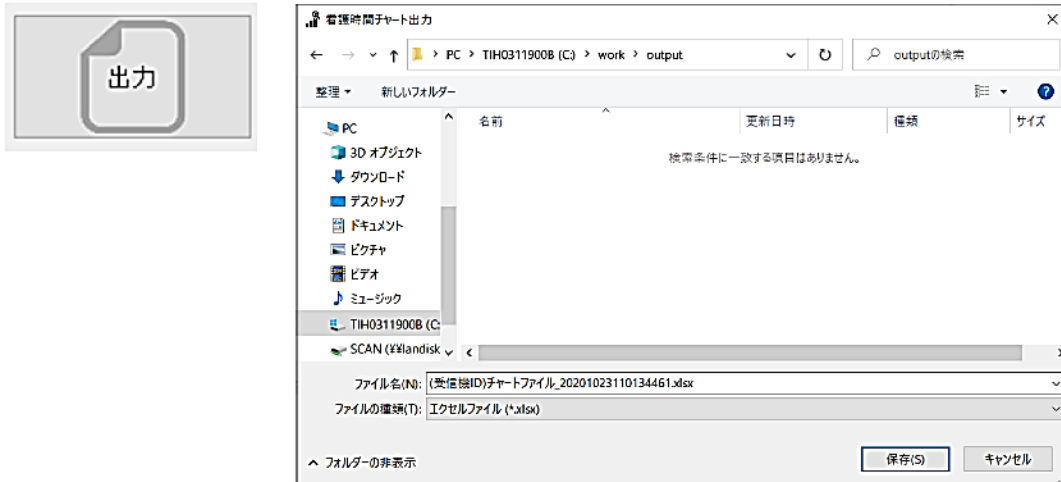 出力
看護時間チャート出力
PC > TIH0311900B (C:) > work > output
outputの検索
整理
新しいフォルダー
名前
更新日時
種類
サイズ
検索条件に一致する項目はありません。
PC
3D オブジェクト
ダウンロード
デスクトップ
ドキュメント
ピクチャ
ビデオ
ミュージック
TIH0311900B (C:
SCAN (¥¥landisk
ファイル名(N): (受信機ID)チャートファイル_20201023110134461.xlsx
ファイルの種類(T): エクセルファイル (*.xlsx)
フォルダーの非表示
保存(S)
キャンセル